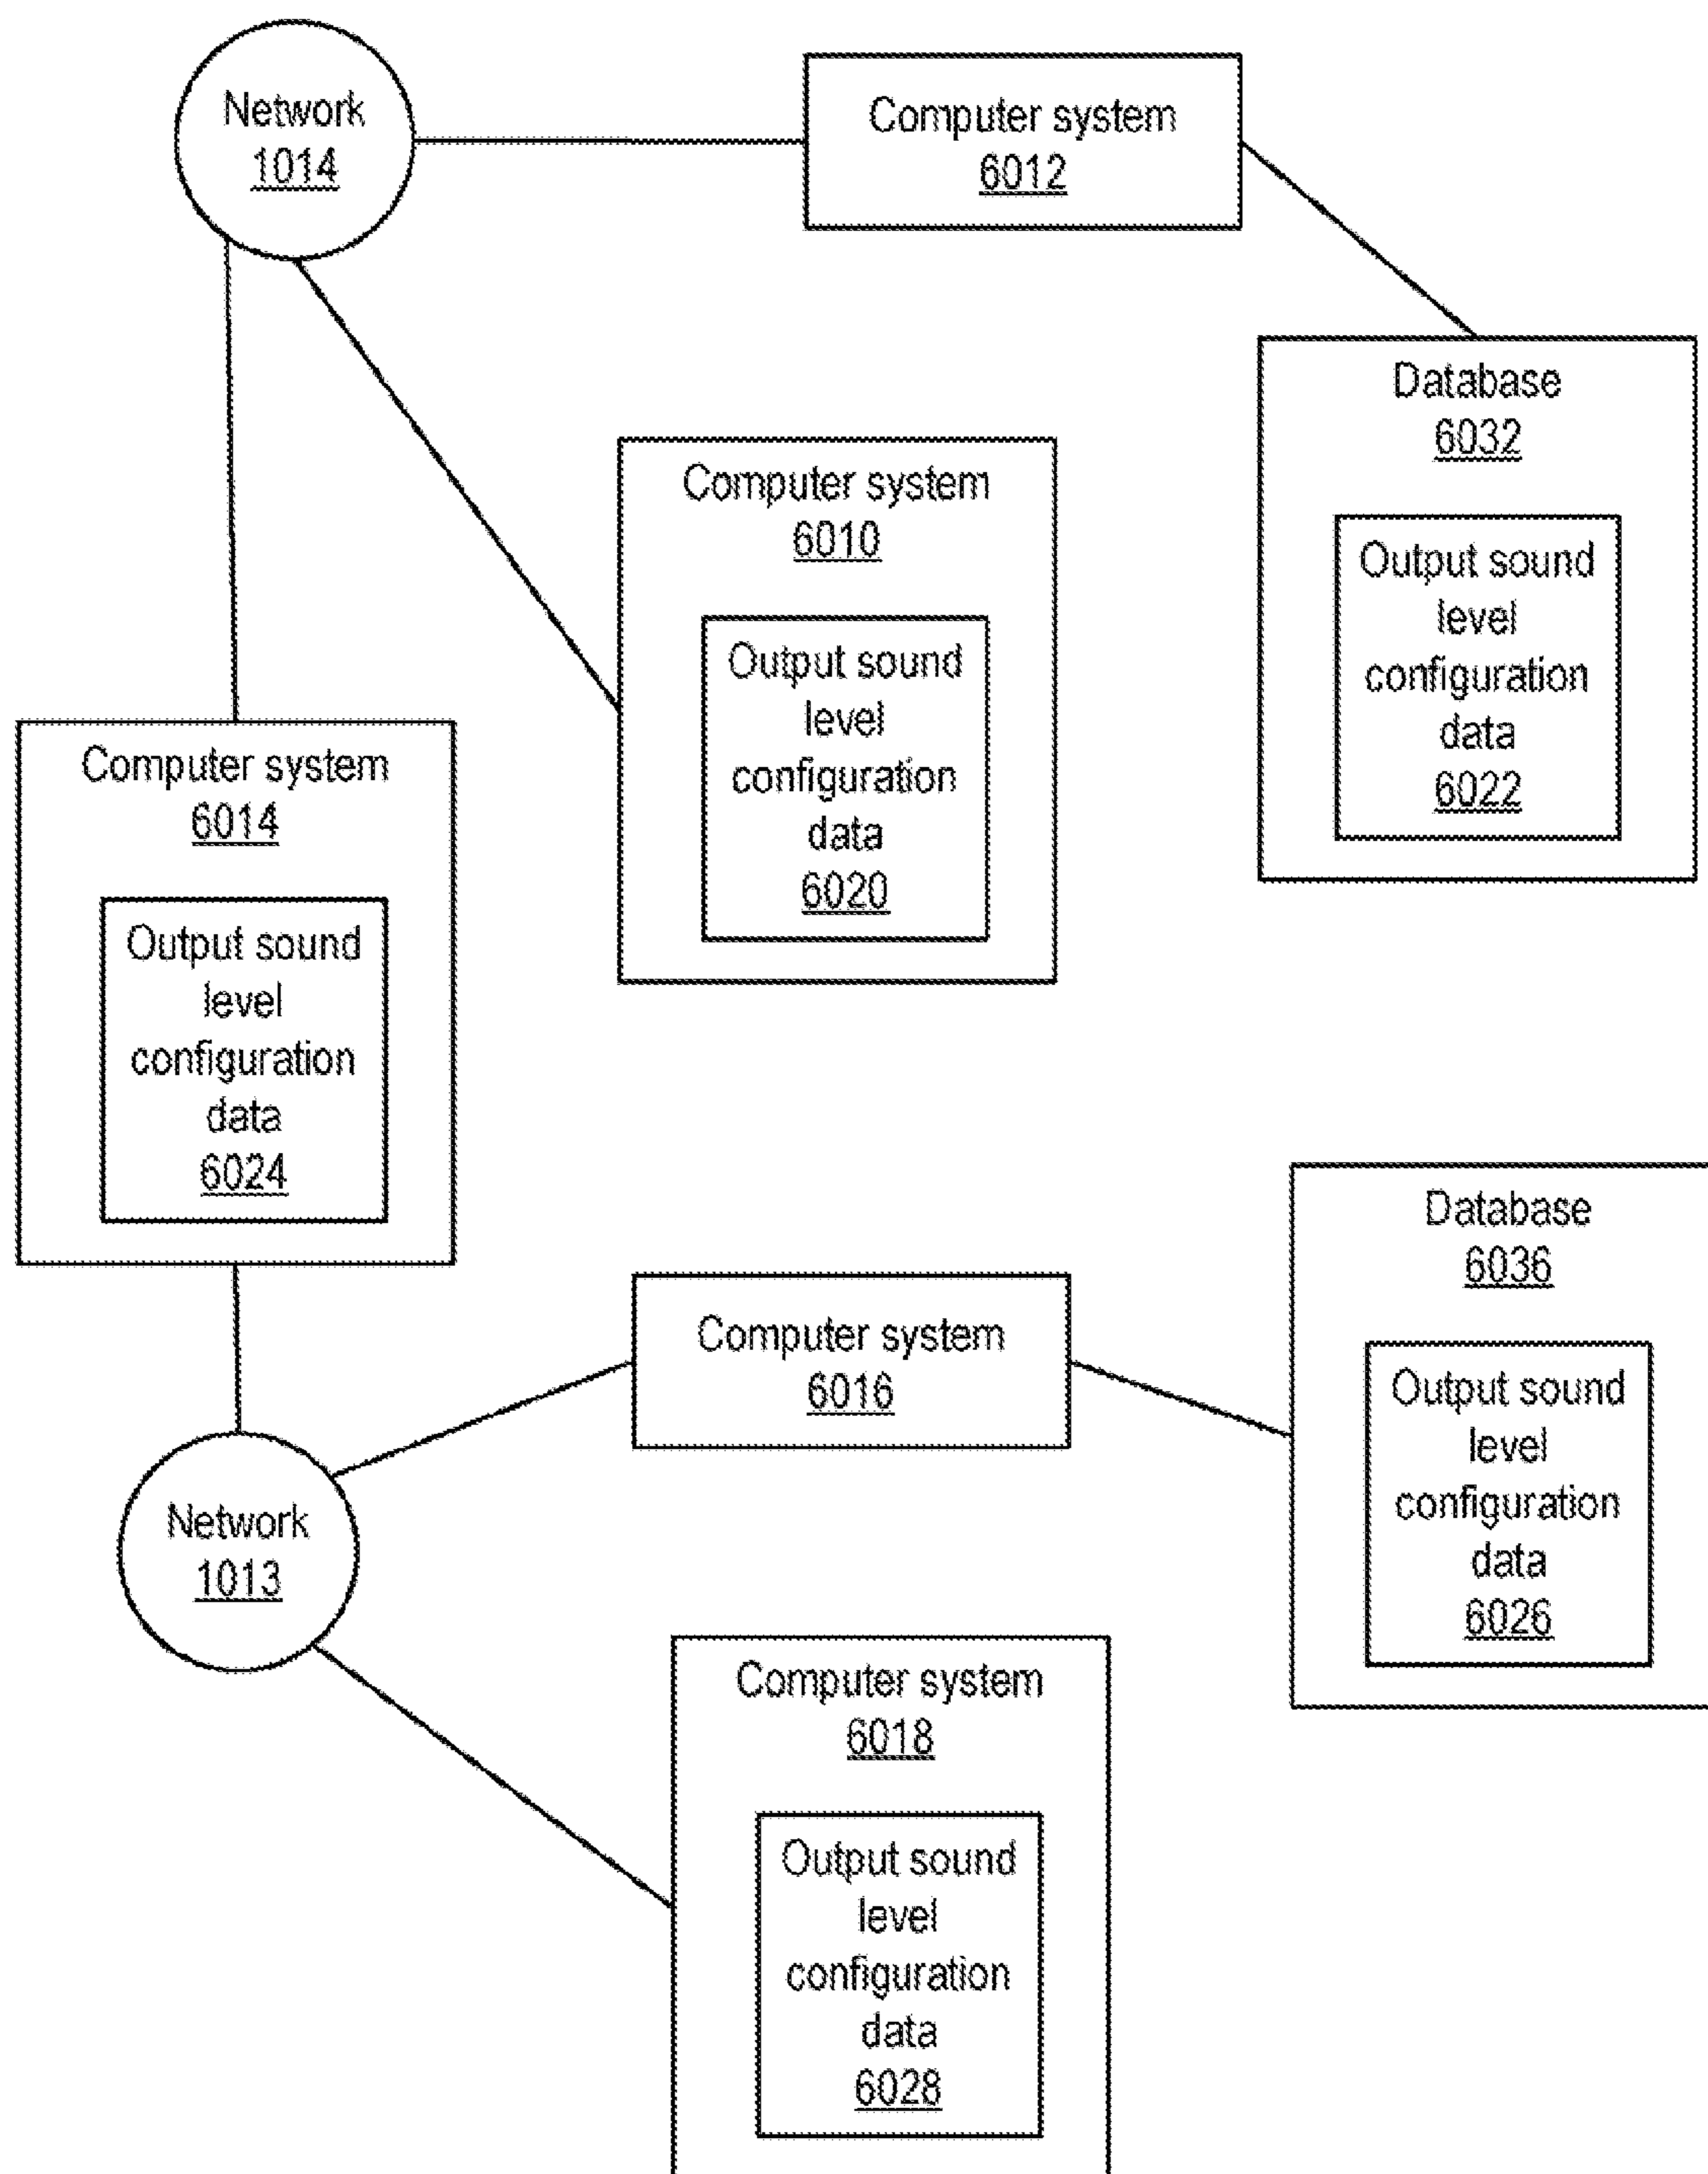 Network
1014
Computer system
6012
Database
6032
Output sound
level
configuration
data
6022
Computer system
6010
Output sound
level
configuration
data
6020
Computer system
6014
Output sound
level
configuration
data
6024
Database
6036
Output sound
level
configuration
data
6026
Computer system
6016
Network
1013
Computer system
6018
Output sound
level
configuration
data
6028